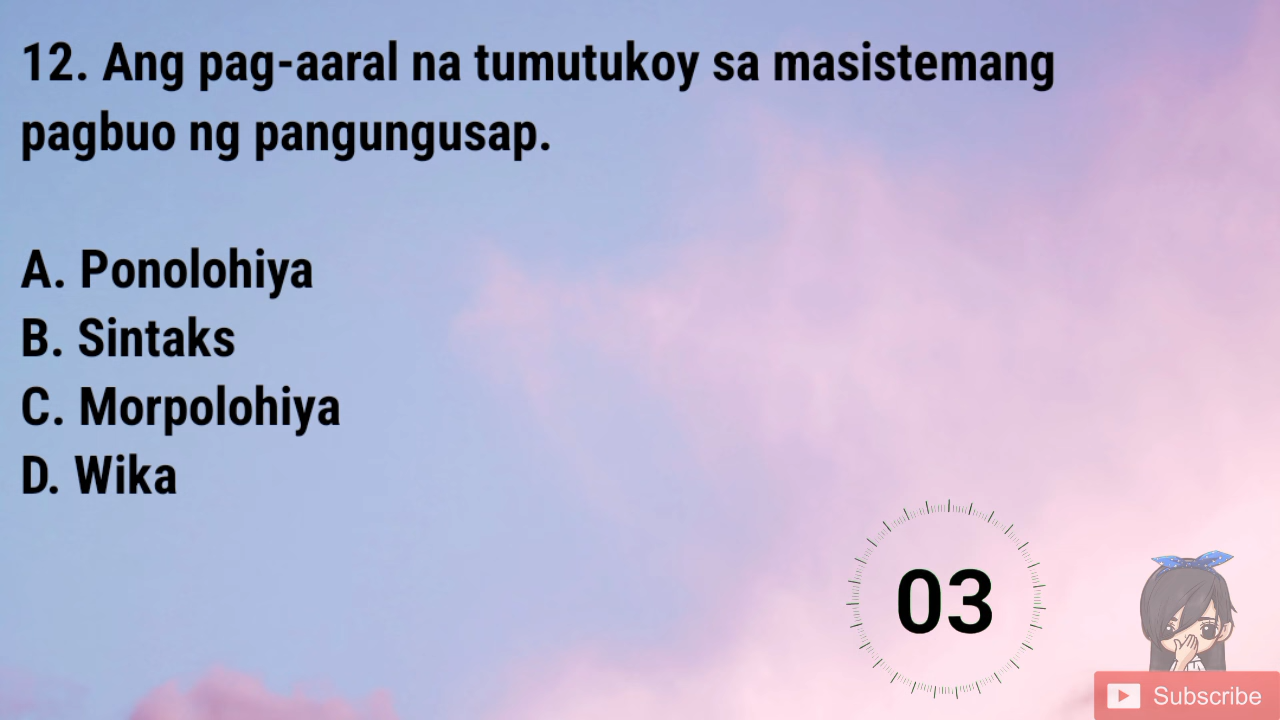 12. Ang pag-aaral na tumutukoy sa masistemang
pagbuo ng pangungusap.
A. Ponolohiya
B. Sintaks
C. Morpolohiya
D. Wika
03
Subscribe